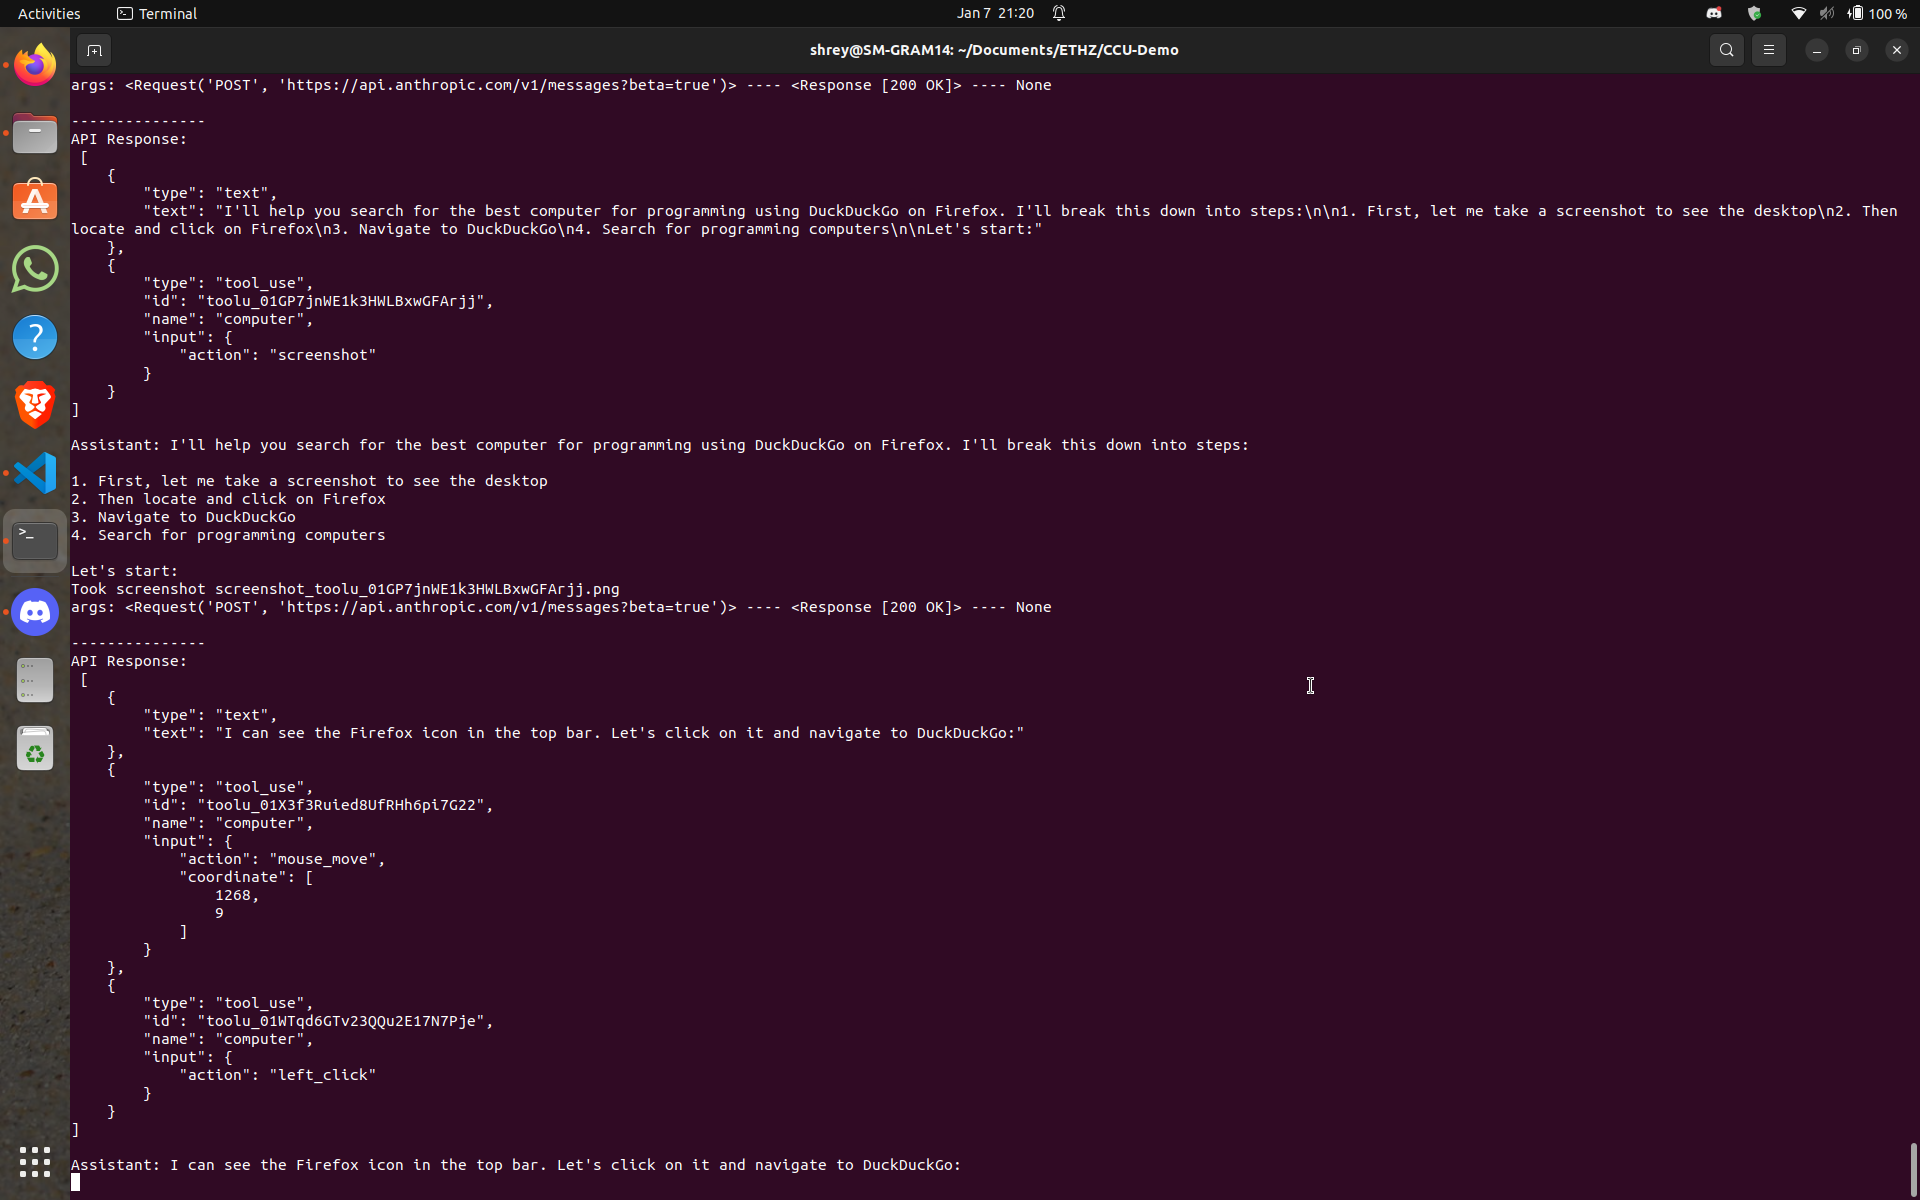 Activities Terminal Jan 7 21:20 100 %
shrey@SM-GRAM14: ~/Documents/ETHZ/CCU-Demo
args: <Request('POST', 'https://api.anthropic.com/v1/messages?beta=true')> ---- <Response [200 OK]> ---- None
---------------
API Response:
[
{
"type": "text",
"text": "I'll help you search for the best computer for programming using DuckDuckGo on Firefox. I'll break this down into steps:\n\n1. First, let me take a screenshot to see the desktop\n2. Then
locate and click on Firefox\n3. Navigate to DuckDuckGo\n4. Search for programming computers\n\nLet's start:"
},
{
"type": "tool_use",
"id": "toolu_01GP7jnWE1k3HWLBxwGFArjj",
"name": "computer",
"input": {
"action": "screenshot"
}
}
]
Assistant: I'll help you search for the best computer for programming using DuckDuckGo on Firefox. I'll break this down into steps:
1. First, let me take a screenshot to see the desktop
2. Then locate and click on Firefox
3. Navigate to DuckDuckGo
4. Search for programming computers
Let's start:
Took screenshot screenshot_toolu_01GP7jnWE1k3HWLBxwGFArjj.png
args: <Request('POST', 'https://api.anthropic.com/v1/messages?beta=true')> ---- <Response [200 OK]> ---- None
---------------
API Response:
[
{
"type": "text",
"text": "I can see the Firefox icon in the top bar. Let's click on it and navigate to DuckDuckGo:"
},
{
"type": "tool_use",
"id": "toolu_01X3f3Ruied8UfRHh6pi7G22",
"name": "computer",
"input": {
"action": "mouse_move",
"coordinate": [
1268,
9
]
}
},
{
"type": "tool_use",
"id": "toolu_01WTqd6GTv23QQu2E17N7Pje",
"name": "computer",
"input": {
"action": "left_click"
}
}
]
Assistant: I can see the Firefox icon in the top bar. Let's click on it and navigate to DuckDuckGo: